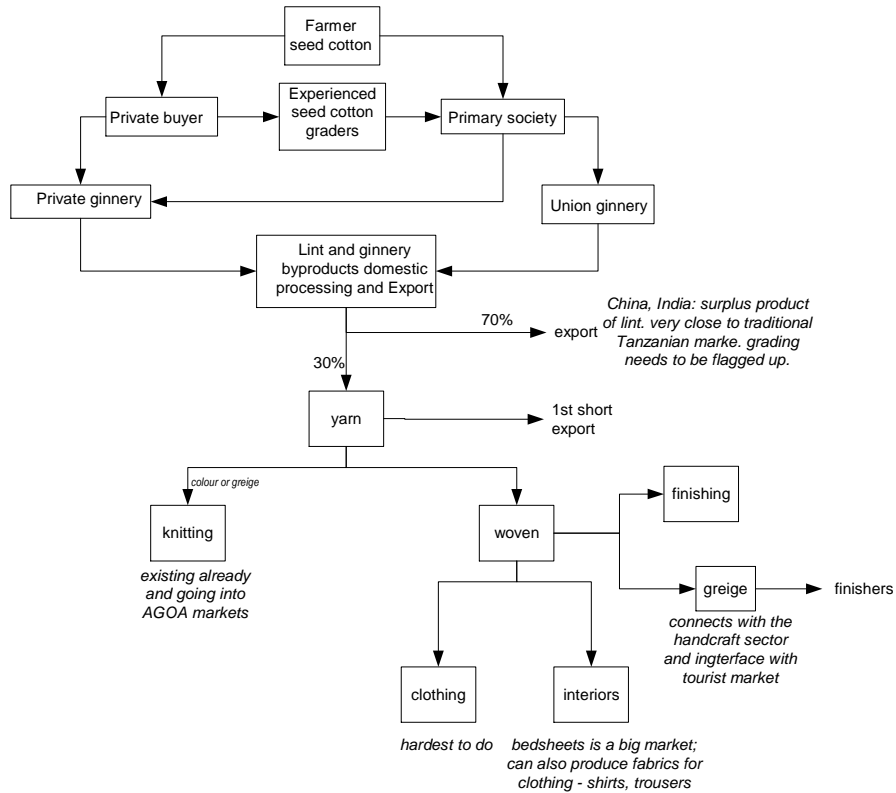 Farmer
seed cotton
Private buyer
Experienced
seed cotton
graders
Primary society
Private ginnery
Union ginnery
Lint and ginnery
byproducts domestic
processing and Export
70%
export
China, India: surplus product
of lint. very close to traditional
Tanzanian marke. grading
needs to be flagged up.
30%
yarn
1st short
export
colour or greige
knitting
existing already
and going into
AGOA markets
woven
finishing
greige
finishers
connects with the
handcraft sector
and ingterface with
tourist market
clothing
hardest to do
interiors
bedsheets is a big market;
can also produce fabrics for
clothing - shirts, trousers